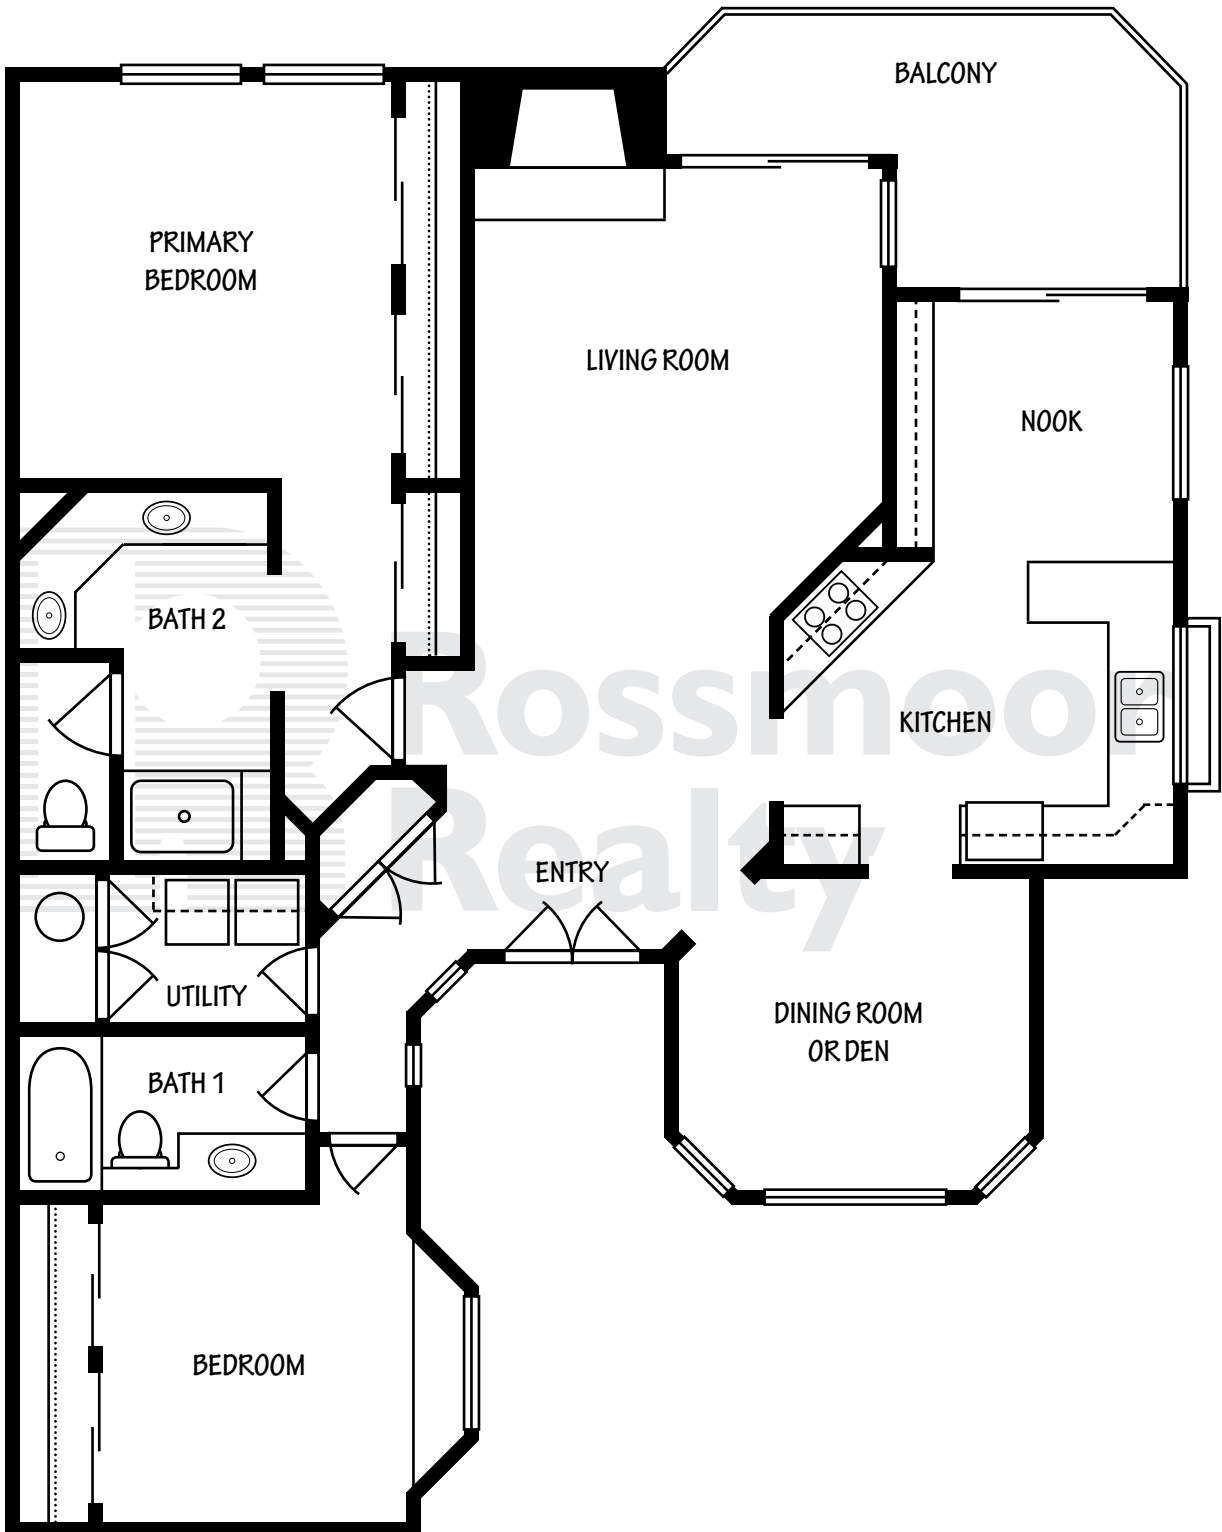 BALCONY
PRIMARY
BEDROOM
LIVING ROOM
NOOK
BATH 2
KITCHEN
Rossmoor
Realty
ENTRY
UTILITY
DINING ROOM
OR DEN
BATH 1
BEDROOM